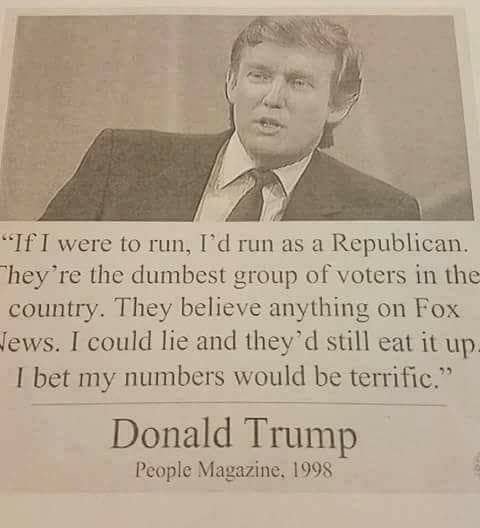 “If I were to run, I’d run as a Republican.
They’re the dumbest group of voters in the
country. They believe anything on Fox
News. I could lie and they’d still eat it up.
I bet my numbers would be terrific.”
Donald Trump
People Magazine, 1998